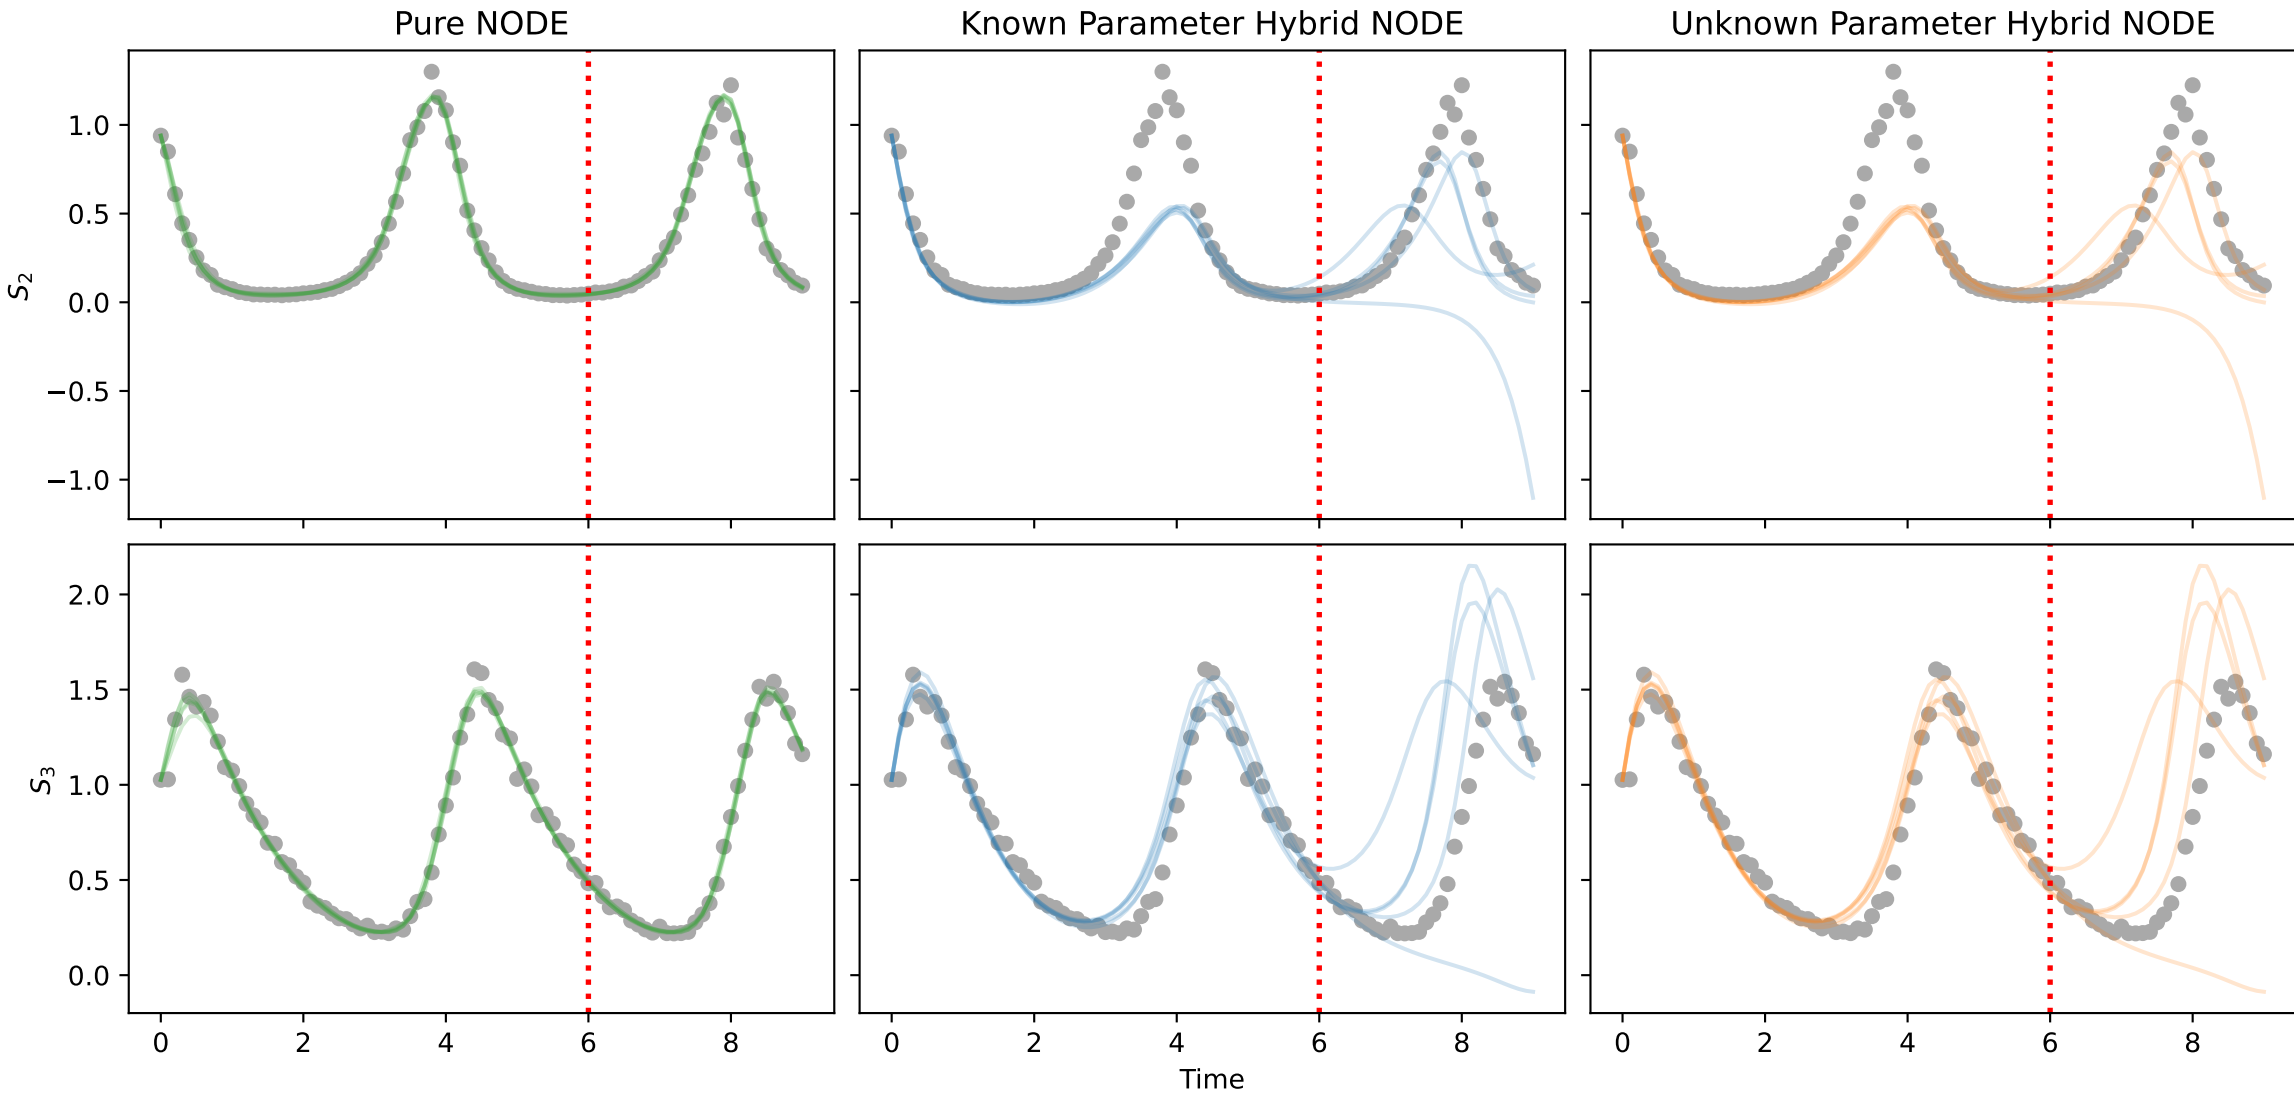 Pure NODE
Known Parameter Hybrid NODE
Unknown Parameter Hybrid NODE
1.0
0.5
0.0
−0.5
−1.0
S₂
2.0
1.5
1.0
0.5
0.0
S₃
0 2 4 6 8
0 2 4 6 8
0 2 4 6 8
Time